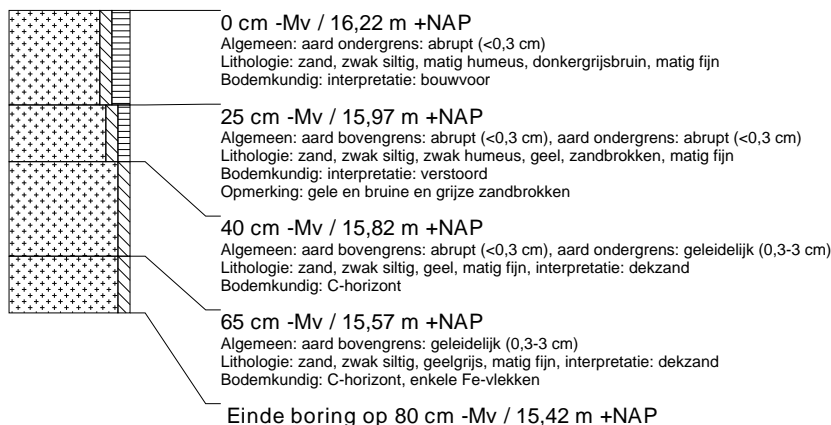 0 cm -Mv / 16,22 m +NAP
Algemeen: aard ondergrens: abrupt (<0,3 cm)
Lithologie: zand, zwak siltig, matig humeus, donkergrijsbruin, matig fijn
Bodemkundig: interpretatie: bouwvoor
25 cm -Mv / 15,97 m +NAP
Algemeen: aard bovengrens: abrupt (<0,3 cm), aard ondergrens: abrupt (<0,3 cm)
Lithologie: zand, zwak siltig, zwak humeus, geel, zandbrokken, matig fijn
Bodemkundig: interpretatie: verstoord
Opmerking: gele en bruine en grijze zandbrokken
40 cm -Mv / 15,82 m +NAP
Algemeen: aard bovengrens: abrupt (<0,3 cm), aard ondergrens: geleidelijk (0,3-3 cm)
Lithologie: zand, zwak siltig, geel, matig fijn, interpretatie: dekzand
Bodemkundig: C-horizont
65 cm -Mv / 15,57 m +NAP
Algemeen: aard bovengrens: geleidelijk (0,3-3 cm)
Lithologie: zand, zwak siltig, geelgrijs, matig fijn, interpretatie: dekzand
Bodemkundig: C-horizont, enkele Fe-vlekken
Einde boring op 80 cm -Mv / 15,42 m +NAP